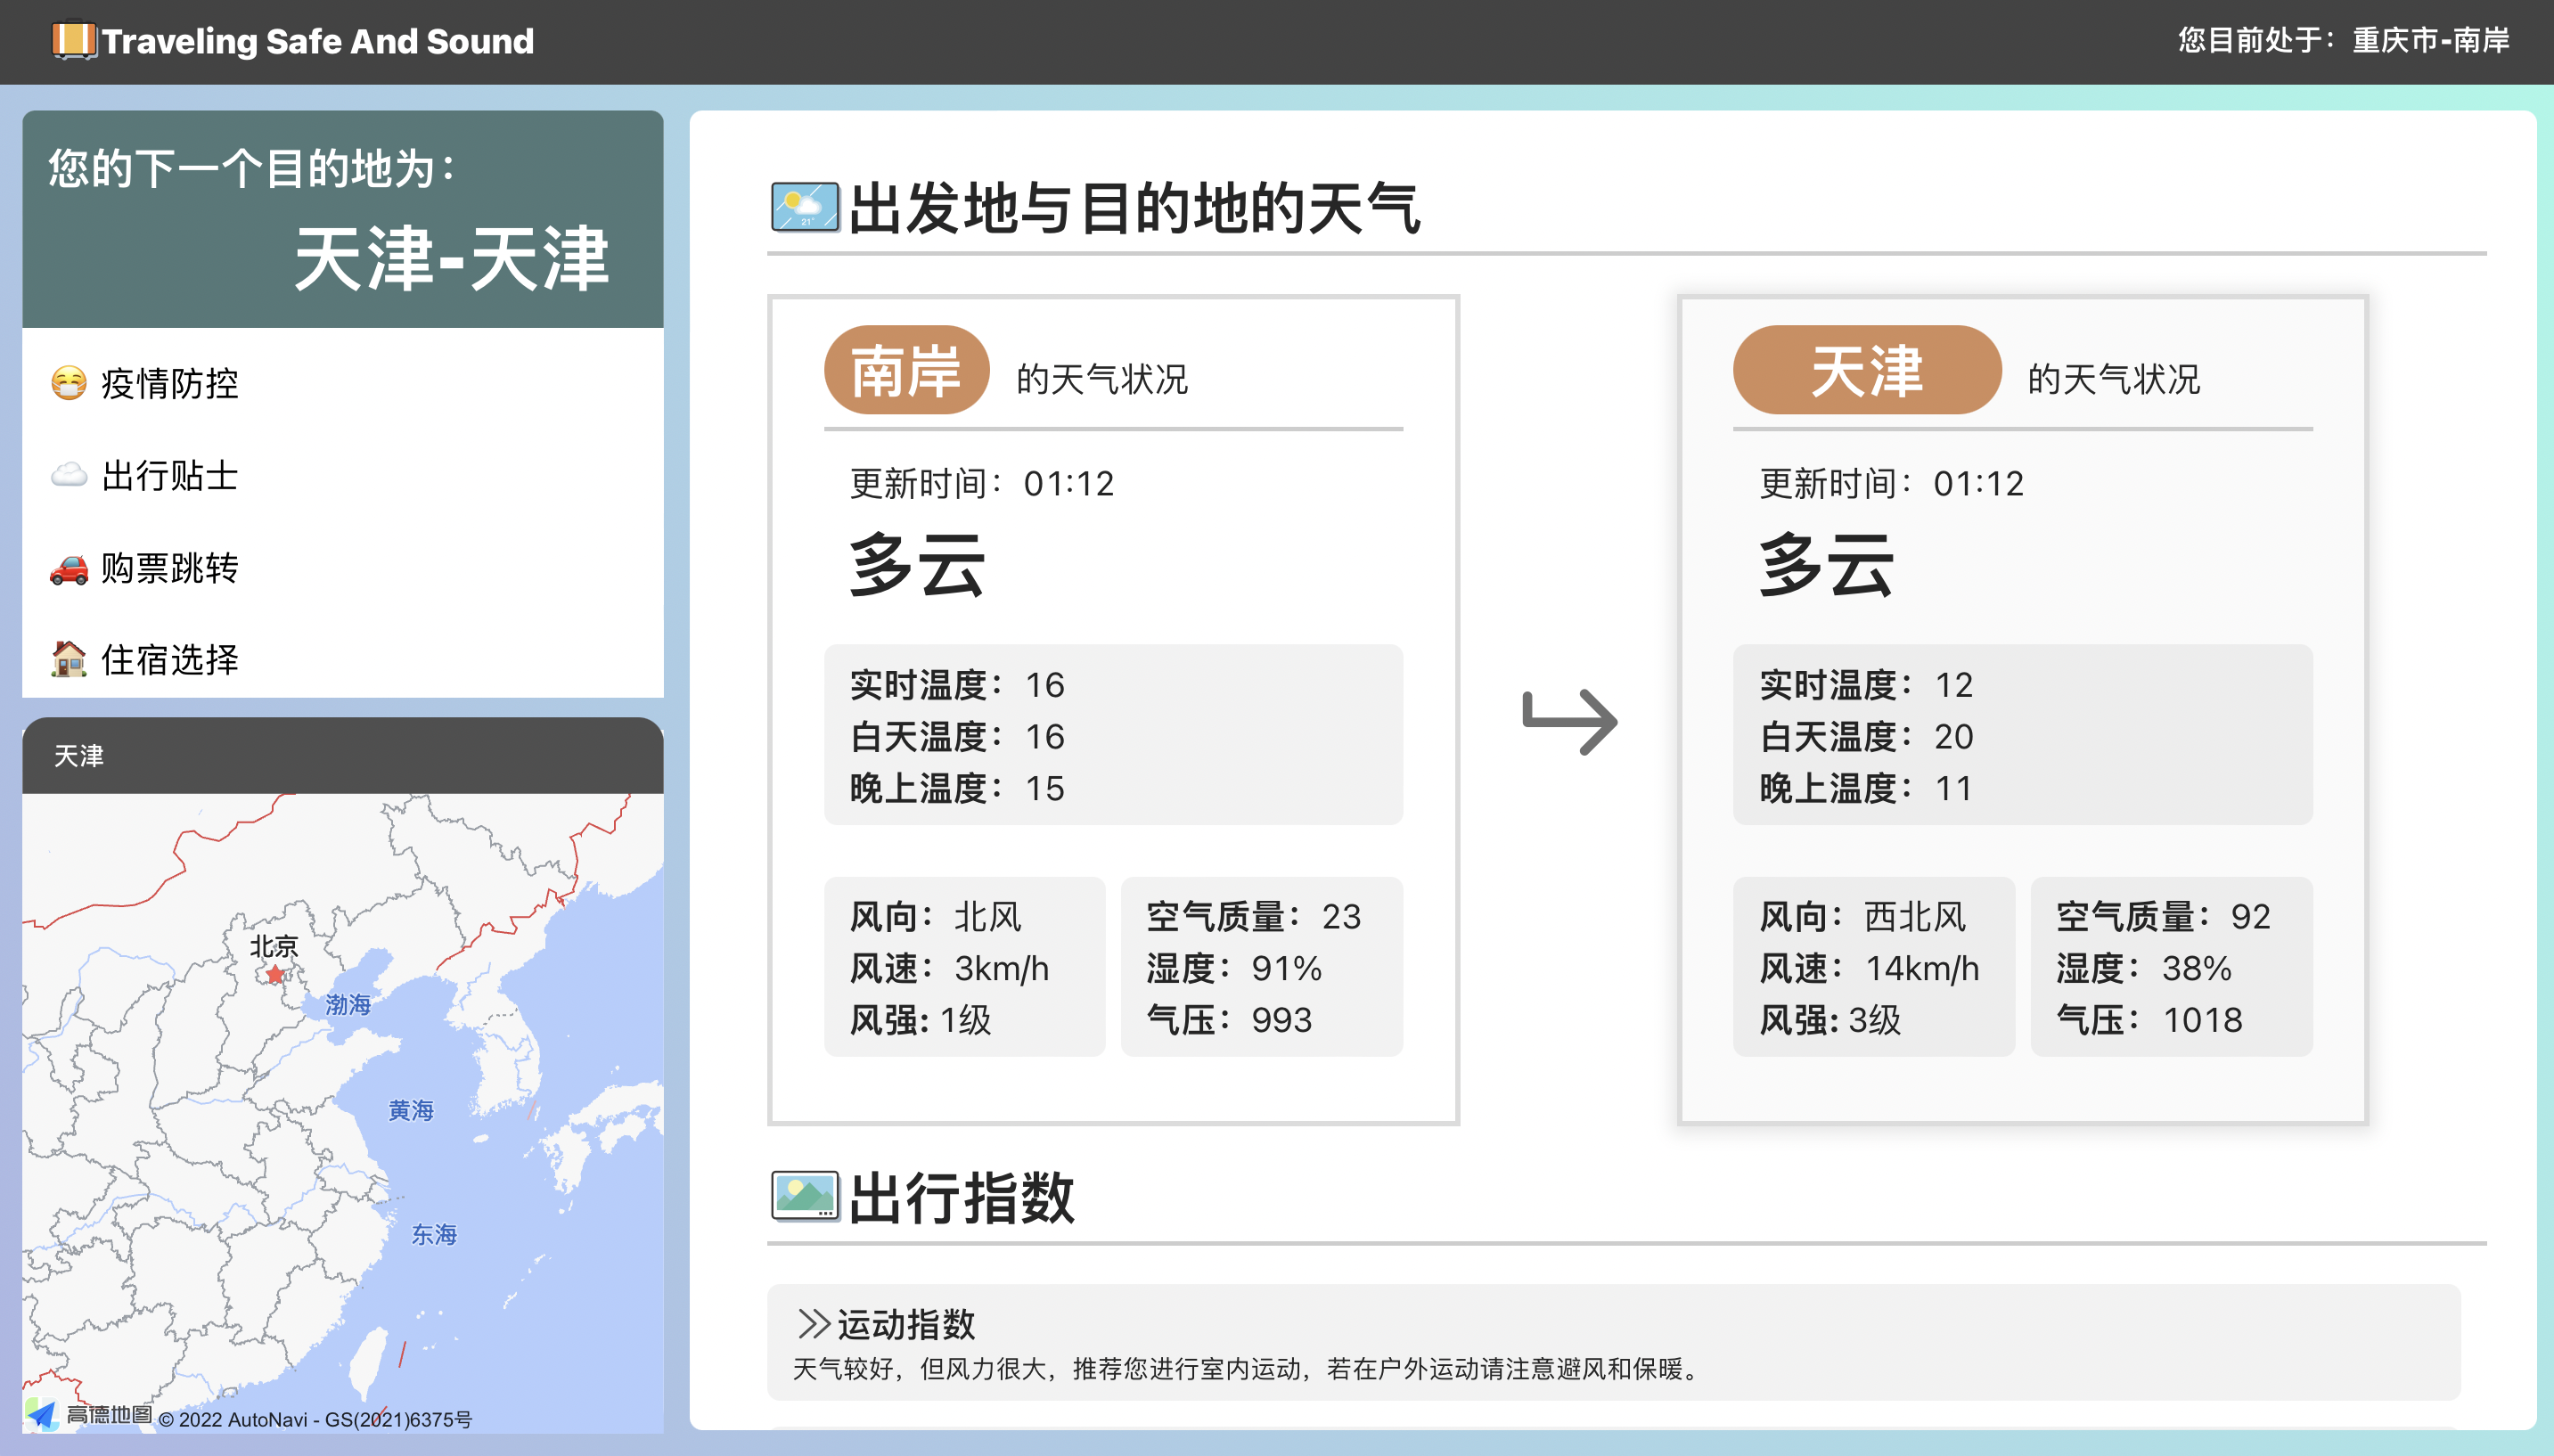 Traveling Safe And Sound
您目前处于：重庆市-南岸
您的下一个目的地为：
天津-天津
疫情防控
出行贴士
购票跳转
住宿选择
天津
北京
渤海
黄海
东海
高德地图 © 2022 AutoNavi - GS(2021)6375号
出发地与目的地的天气
21°
南岸 的天气状况
更新时间：01:12
多云
实时温度：16
白天温度：16
晚上温度：15
风向：北风
风速：3km/h
风强: 1级
空气质量：23
湿度：91%
气压：993
天津 的天气状况
更新时间：01:12
多云
实时温度：12
白天温度：20
晚上温度：11
风向：西北风
风速：14km/h
风强: 3级
空气质量：92
湿度：38%
气压：1018
出行指数
运动指数
天气较好，但风力很大，推荐您进行室内运动，若在户外运动请注意避风和保暖。